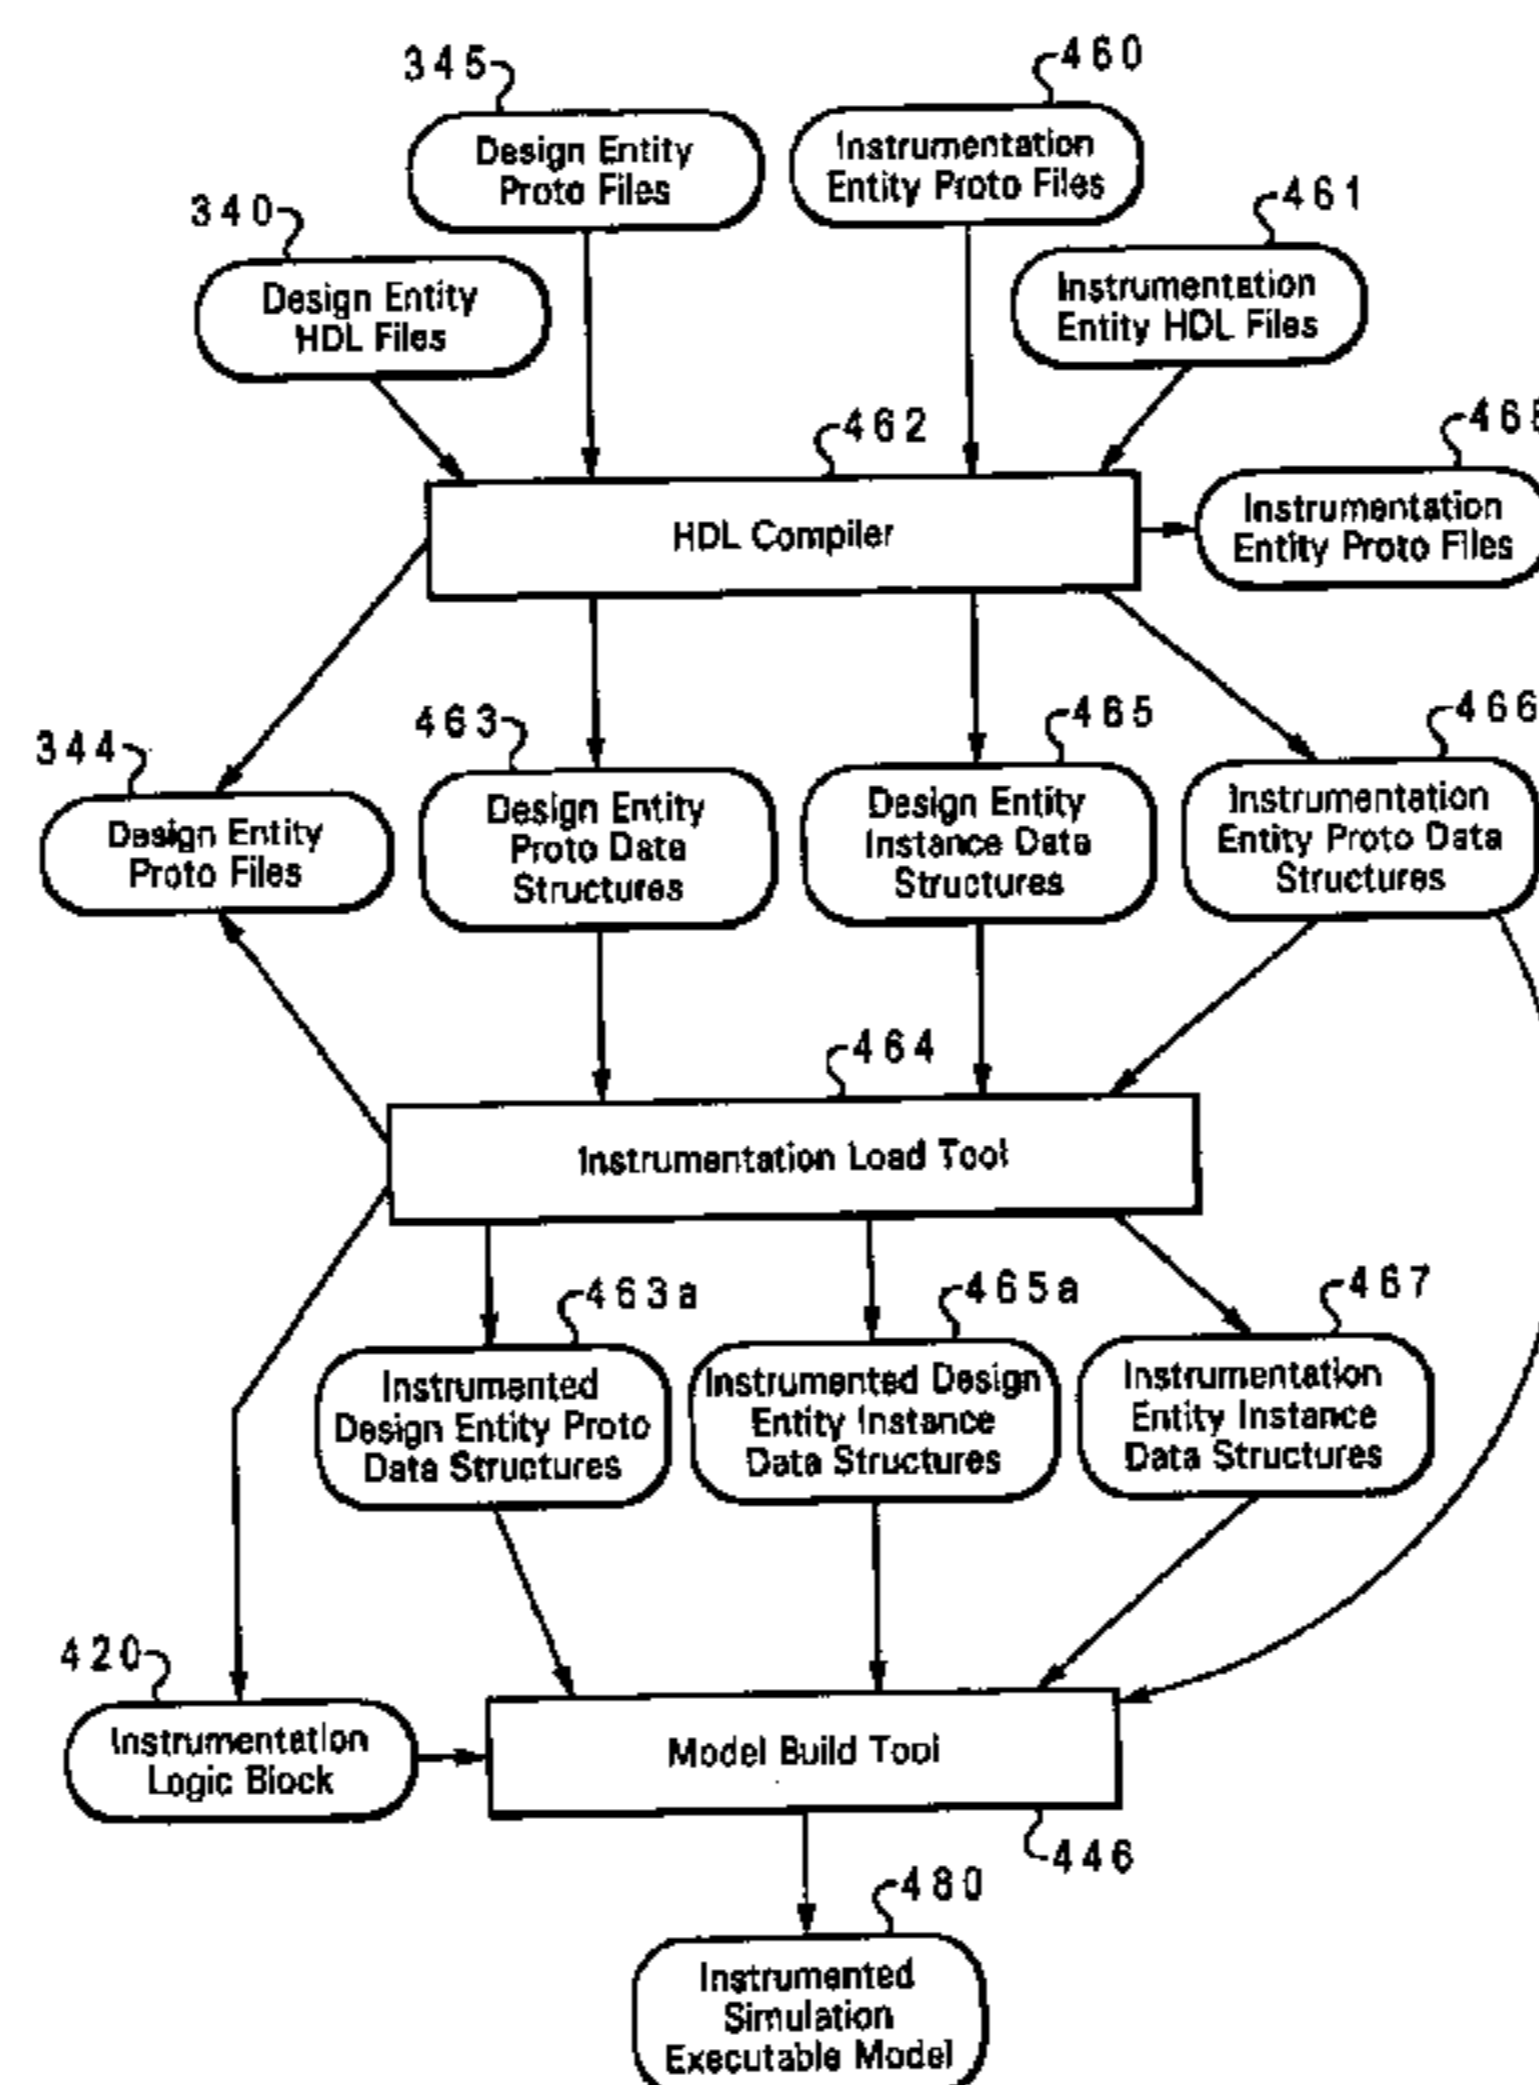 345
460
Design Entity
Proto Files
Instrumentation
Entity Proto Files
340
461
Design Entity
HDL Files
Instrumentation
Entity HDL Files
462
HDL Compiler
Instrumentation
Entity Proto Files
344
463
465
466
Design Entity
Proto Files
Design Entity
Proto Data
Structures
Design Entity
Instance Data
Structures
Instrumentation
Entity Proto Data
Structures
464
Instrumentation Load Tool
463a
465a
467
Instrumented
Design Entity Proto
Data Structures
Instrumented Design
Entity Instance
Data Structures
Instrumentation
Entity Instance
Data Structures
420
Instrumentation
Logic Block
Model Build Tool
446
480
Instrumented
Simulation
Executable Model